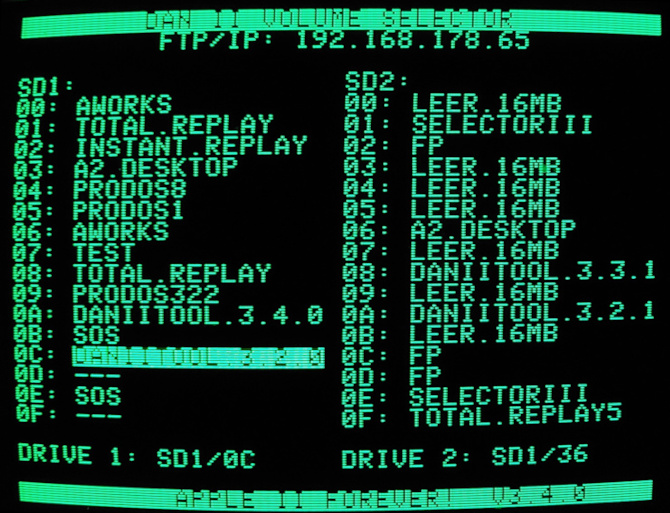 DAN II VOLUME SELECTOR
FTP/IP: 192.168.178.65
SD1:
00: AWORKS
01: TOTAL.REPLAY
02: INSTANT.REPLAY
03: A2.DESKTOP
04: PRODOS8
05: PRODOS1
06: AWORKS
07: TEST
08: TOTAL.REPLAY
09: PRODOS322
0A: DANIITOOL.3.4.0
0B: SOS
0C: DANIITOOL.3.2.0
0D: ---
0E: SOS
0F: ---
SD2:
00: LEER.16MB
01: SELECTORIII
02: FP
03: LEER.16MB
04: LEER.16MB
05: LEER.16MB
06: A2.DESKTOP
07: LEER.16MB
08: DANIITOOL.3.3.1
09: LEER.16MB
0A: DANIITOOL.3.2.1
0B: LEER.16MB
0C: FP
0D: FP
0E: SELECTORIII
0F: TOTAL.REPLAY5
DRIVE 1: SD1/0C
DRIVE 2: SD1/36
APPLE II FOREVER! V3.4.0